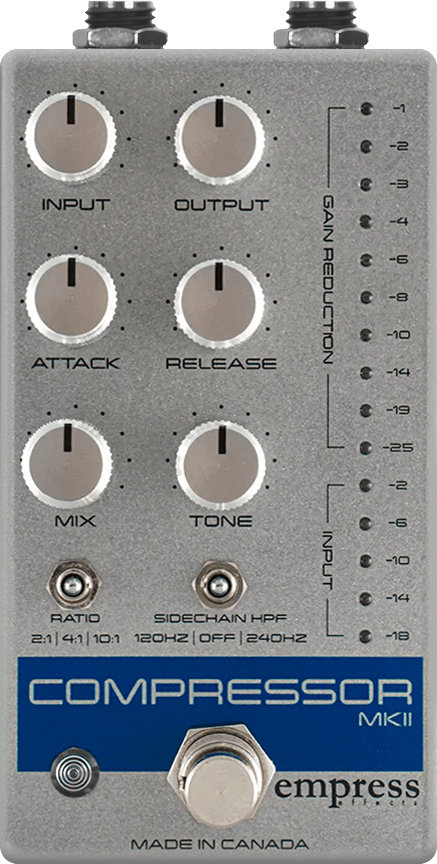 INPUT
OUTPUT
ATTACK
RELEASE
MIX
TONE
RATIO
2:1 | 4:1 | 10:1
SIDECHAIN HPF
120HZ | OFF | 240HZ
GAIN REDUCTION
-1
-2
-3
-4
-6
-8
-10
-14
-19
-25
INPUT
-2
-6
-10
-14
-18
COMPRESSOR
MKII
empress
effects
MADE IN CANADA